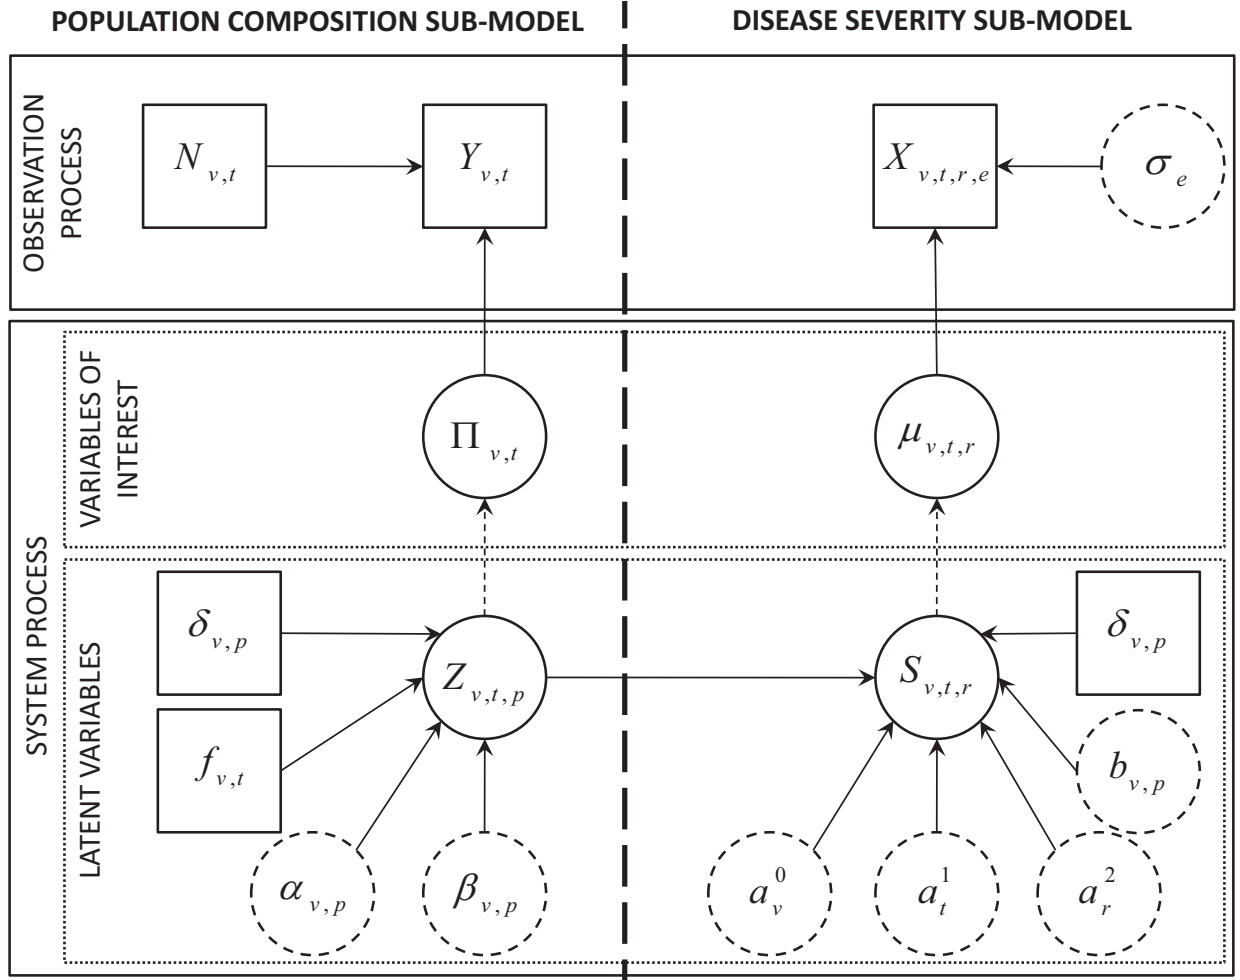 POPULATION COMPOSITION SUB-MODEL
DISEASE SEVERITY SUB-MODEL
OBSERVATION
PROCESS
N v,t
Y v,t
X v,t,r,e
σ e
SYSTEM PROCESS
VARIABLES OF
INTEREST
Π v,t
μ v,t,r
LATENT VARIABLES
δ v,p
Z v,t,p
S v,t,r
δ v,p
f v,t
b v,p
α v,p
β v,p
a 0 v
a 1 t
a 2 r